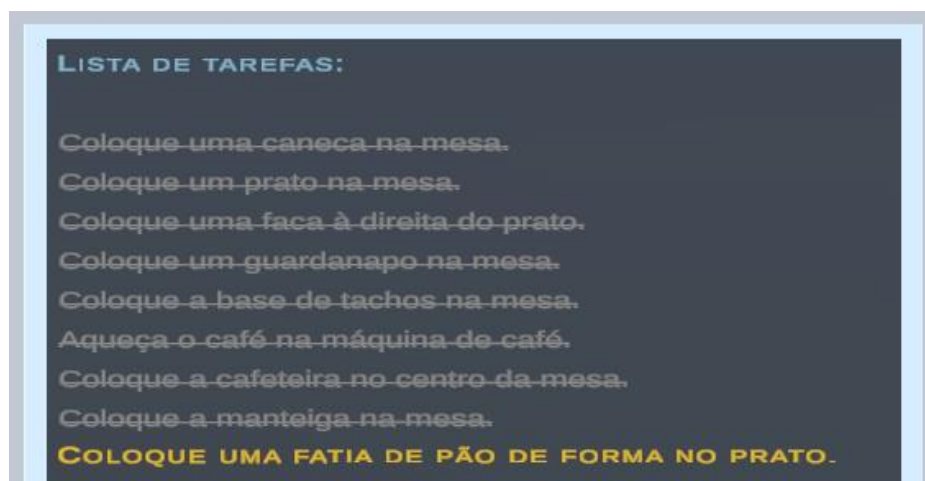 LISTA DE TAREFAS:
Coloque uma caneca na mesa.
Coloque um prato na mesa.
Coloque uma faca à direita do prato.
Coloque um guardanapo na mesa.
Coloque a base de tachos na mesa.
Aqueça o café na máquina de café.
Coloque a cafeteira no centro da mesa.
Coloque a manteiga na mesa.
COLOQUE UMA FATIA DE PÃO DE FORMA NO PRATO.